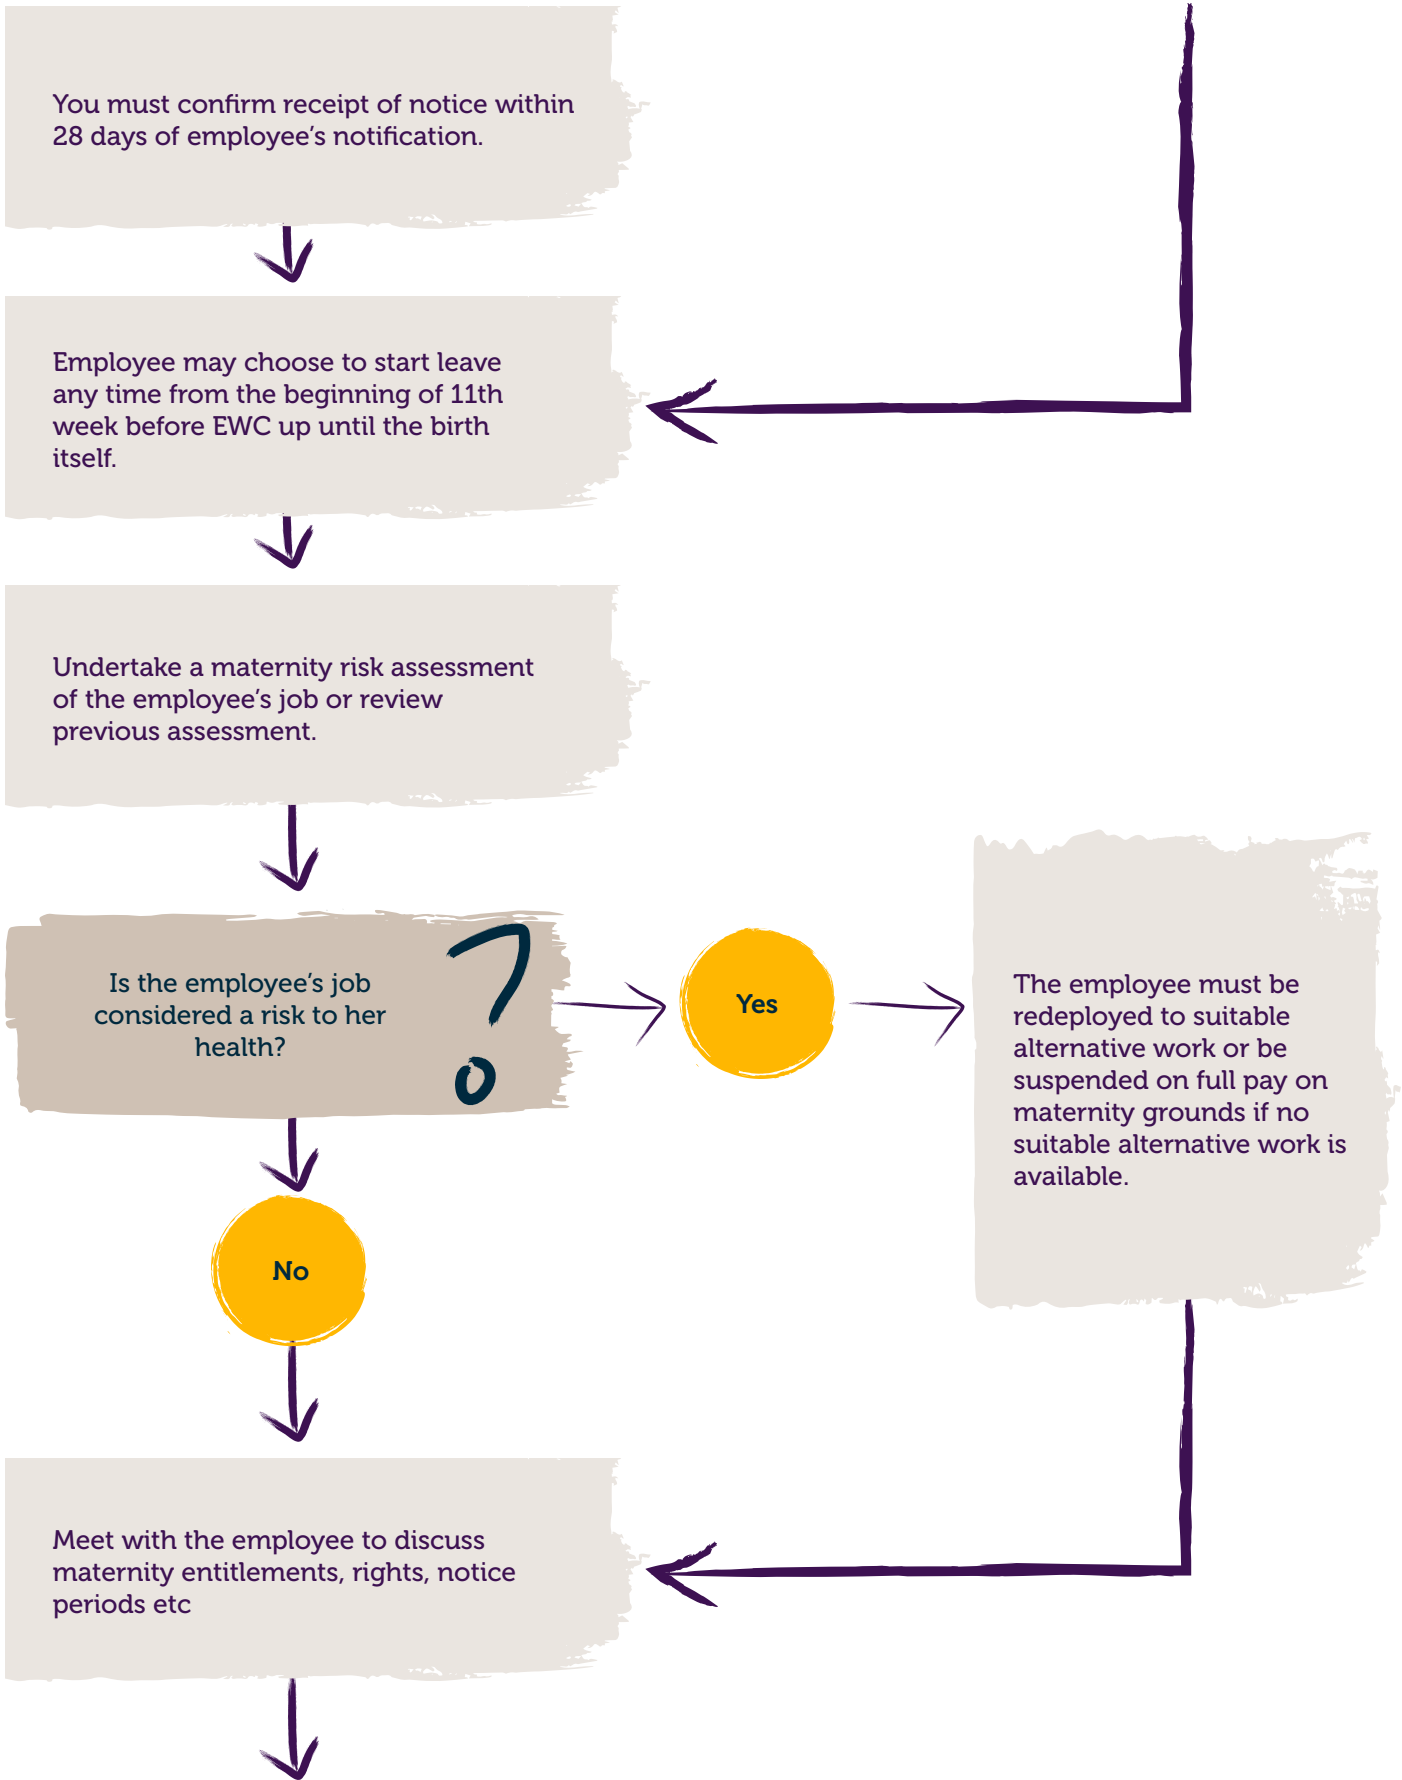 You must confirm receipt of notice within
28 days of employee’s notification.
Employee may choose to start leave
any time from the beginning of 11th
week before EWC up until the birth
itself.
Undertake a maternity risk assessment
of the employee’s job or review
previous assessment.
Is the employee’s job
considered a risk to her
health?
?
Yes
The employee must be
redeployed to suitable
alternative work or be
suspended on full pay on
maternity grounds if no
suitable alternative work is
available.
No
Meet with the employee to discuss
maternity entitlements, rights, notice
periods etc